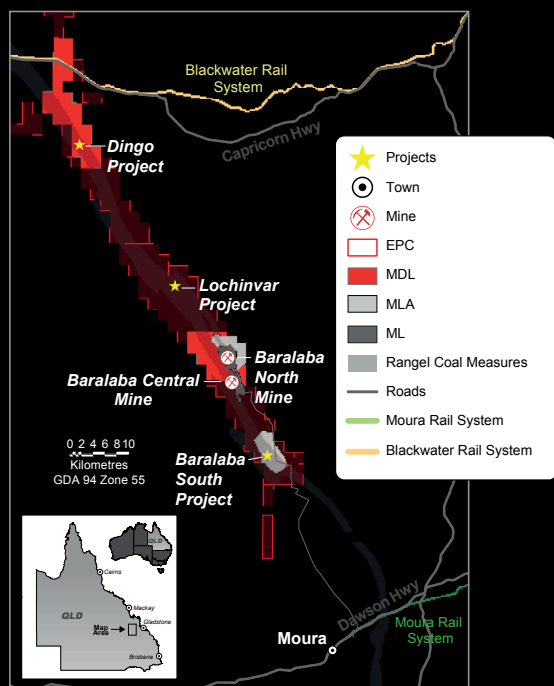 Blackwater Rail
System
Capricorn Hwy
Dingo
Project
Lochinvar
Project
Baralaba
North
Mine
Baralaba Central
Mine
0 2 4 6 8 10
Kilometres
GDA 94 Zone 55
Baralaba
South
Project
Dawson Hwy
Moura
Moura Rail
System
Projects
Town
Mine
EPC
MDL
MLA
ML
Rangel Coal Measures
Roads
Moura Rail System
Blackwater Rail System
QLD
Cairns
Mackay
QLD
Map
Area
Gladstone
Brisbane